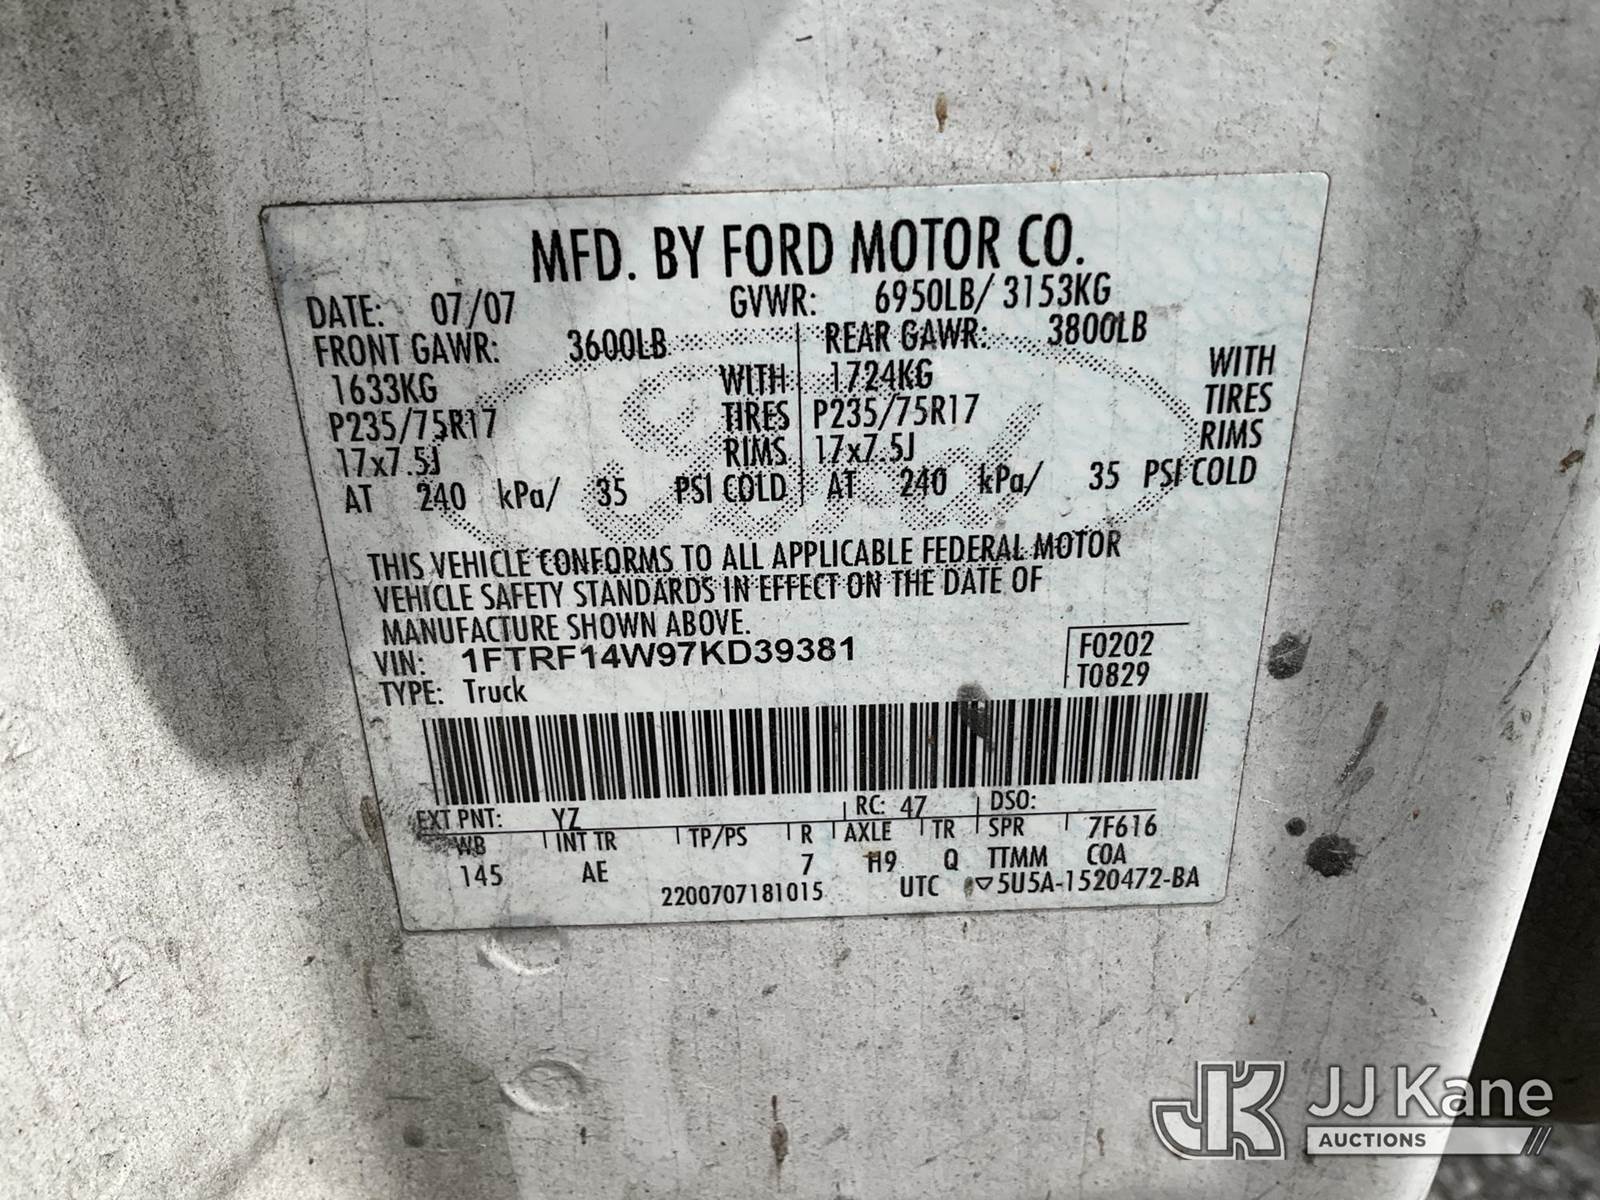 MFD. BY FORD MOTOR CO.
DATE: 07/07 GVWR: 6950LB/ 3153KG
FRONT GAWR: 3600LB REAR GAWR: 3800LB
1633KG WITH 1724KG WITH
P235/75R17 TIRES P235/75R17 TIRES
17x7.5J RIMS 17x7.5J RIMS
AT 240 kPa/ 35 PSI COLD AT 240 kPa/ 35 PSI COLD
Ford
THIS VEHICLE CONFORMS TO ALL APPLICABLE FEDERAL MOTOR
VEHICLE SAFETY STANDARDS IN EFFECT ON THE DATE OF
MANUFACTURE SHOWN ABOVE.
VIN: 1FTRF14W97KD39381 F0202
TYPE: Truck T0829
EXT PNT: YZ RC: 47 DSO:
WB INT TR TP/PS R AXLE TR SPR 7F616
145 AE 7 H9 Q TTMM COA
2200707181015 UTC ▽5U5A-1520472-BA
JK JJ Kane
AUCTIONS